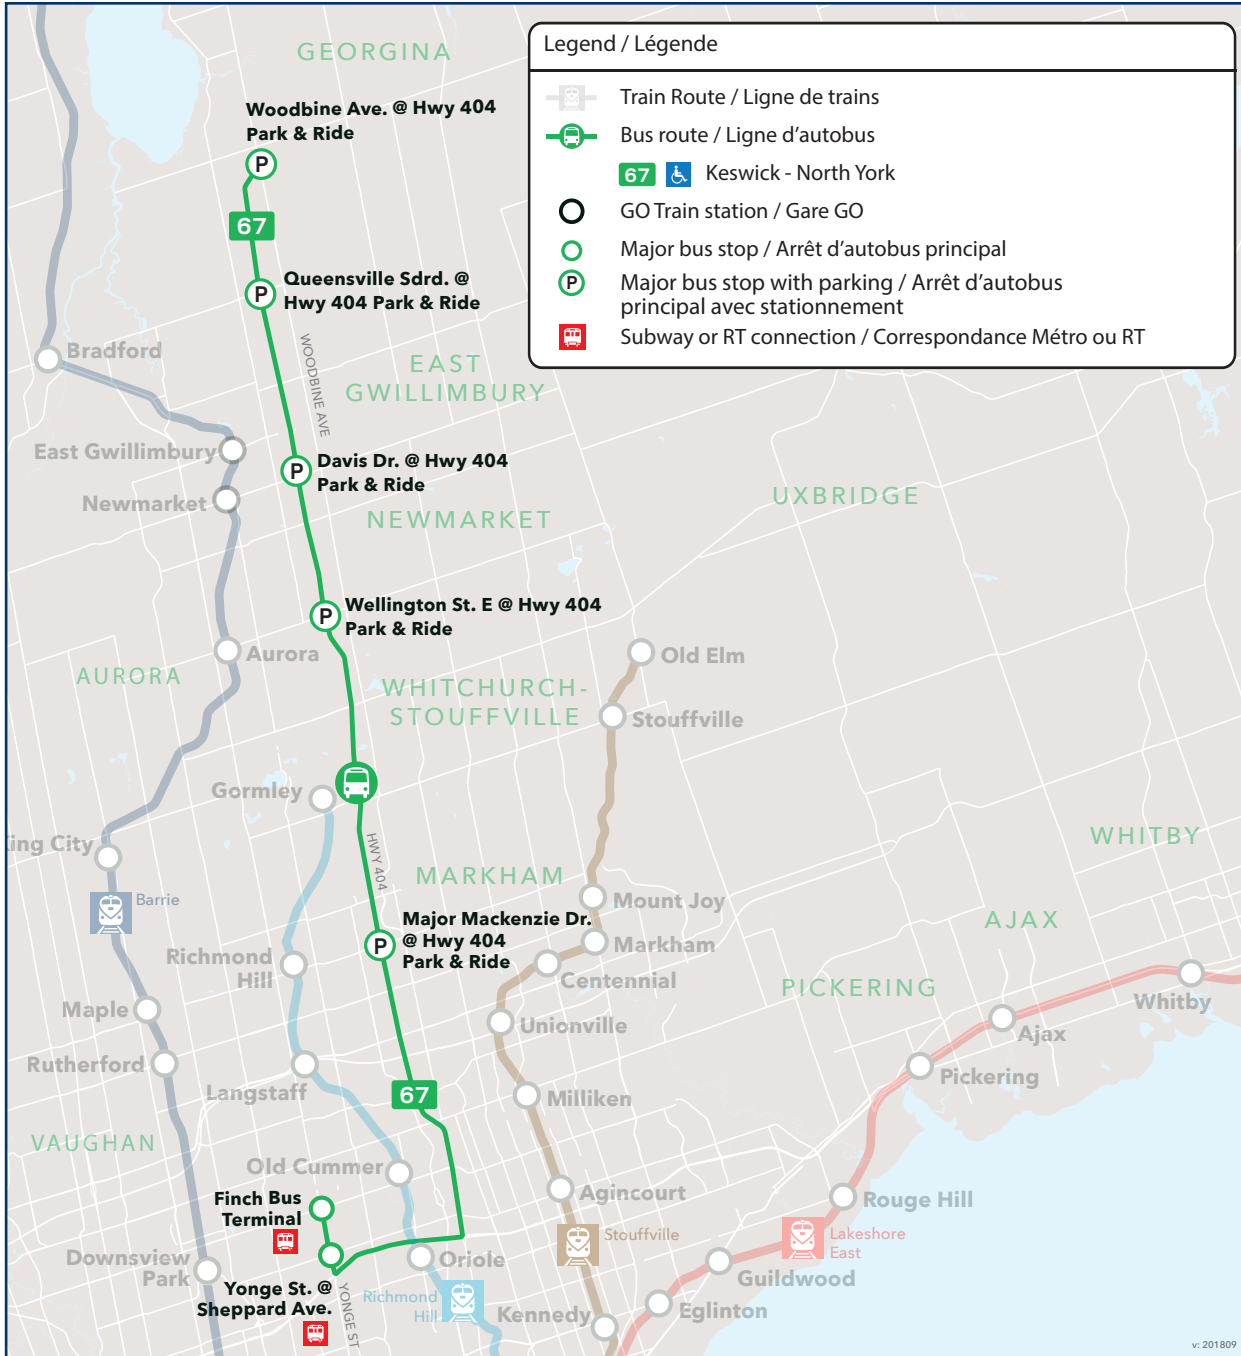 GEORGINA
Legend / Légende
Train Route / Ligne de trains
Bus route / Ligne d'autobus
67 Keswick - North York
GO Train station / Gare GO
Major bus stop / Arrêt d'autobus principal
P Major bus stop with parking / Arrêt d'autobus
principal avec stationnement
Subway or RT connection / Correspondance Métro ou RT
Woodbine Ave. @ Hwy 404
Park & Ride
P
67
Queensville Sdrd. @
Hwy 404 Park & Ride
P
WOODBINE AVE
Bradford
EAST
GWILLIMBURY
East Gwillimbury
Davis Dr. @ Hwy 404
Park & Ride
P
Newmarket
NEWMARKET
UXBRIDGE
Wellington St. E @ Hwy 404
Park & Ride
P
Aurora
AURORA
Old Elm
WHITCHURCH-
STOUFFVILLE
Stouffville
Gormley
HWY 404
King City
WHITBY
MARKHAM
Barrie
Mount Joy
AJAX
Major Mackenzie Dr.
@ Hwy 404
Park & Ride
P
Markham
Richmond
Hill
Centennial
PICKERING
Whitby
Maple
Unionville
Ajax
Rutherford
Langstaff
Pickering
67
Milliken
VAUGHAN
Old Cummer
Agincourt
Rouge Hill
Finch Bus
Terminal
Stouffville
Lakeshore
East
Downsview
Park
Oriole
Guildwood
Yonge St. @
Sheppard Ave.
YONGE ST
Richmond
Hill
Kennedy
Eglinton
v: 201809